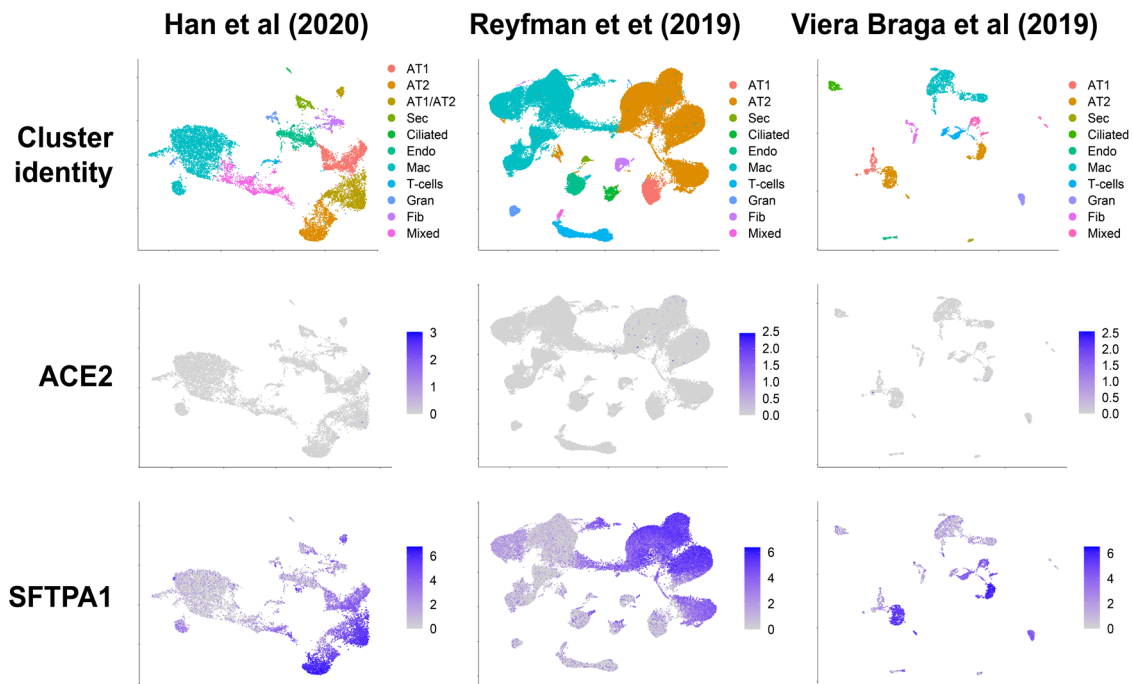 Han et al (2020)
Reyfman et et (2019)
Viera Braga et al (2019)
Cluster
identity
AT1
AT2
AT1/AT2
Sec
Ciliated
Endo
Mac
T-cells
Gran
Fib
Mixed
AT1
AT2
Sec
Ciliated
Endo
Mac
T-cells
Gran
Fib
Mixed
AT1
AT2
Sec
Ciliated
Endo
Mac
T-cells
Gran
Fib
Mixed
ACE2
3
2
1
0
2.5
2.0
1.5
1.0
0.5
0.0
2.5
2.0
1.5
1.0
0.5
0.0
SFTPA1
6
4
2
0
6
4
2
0
6
4
2
0